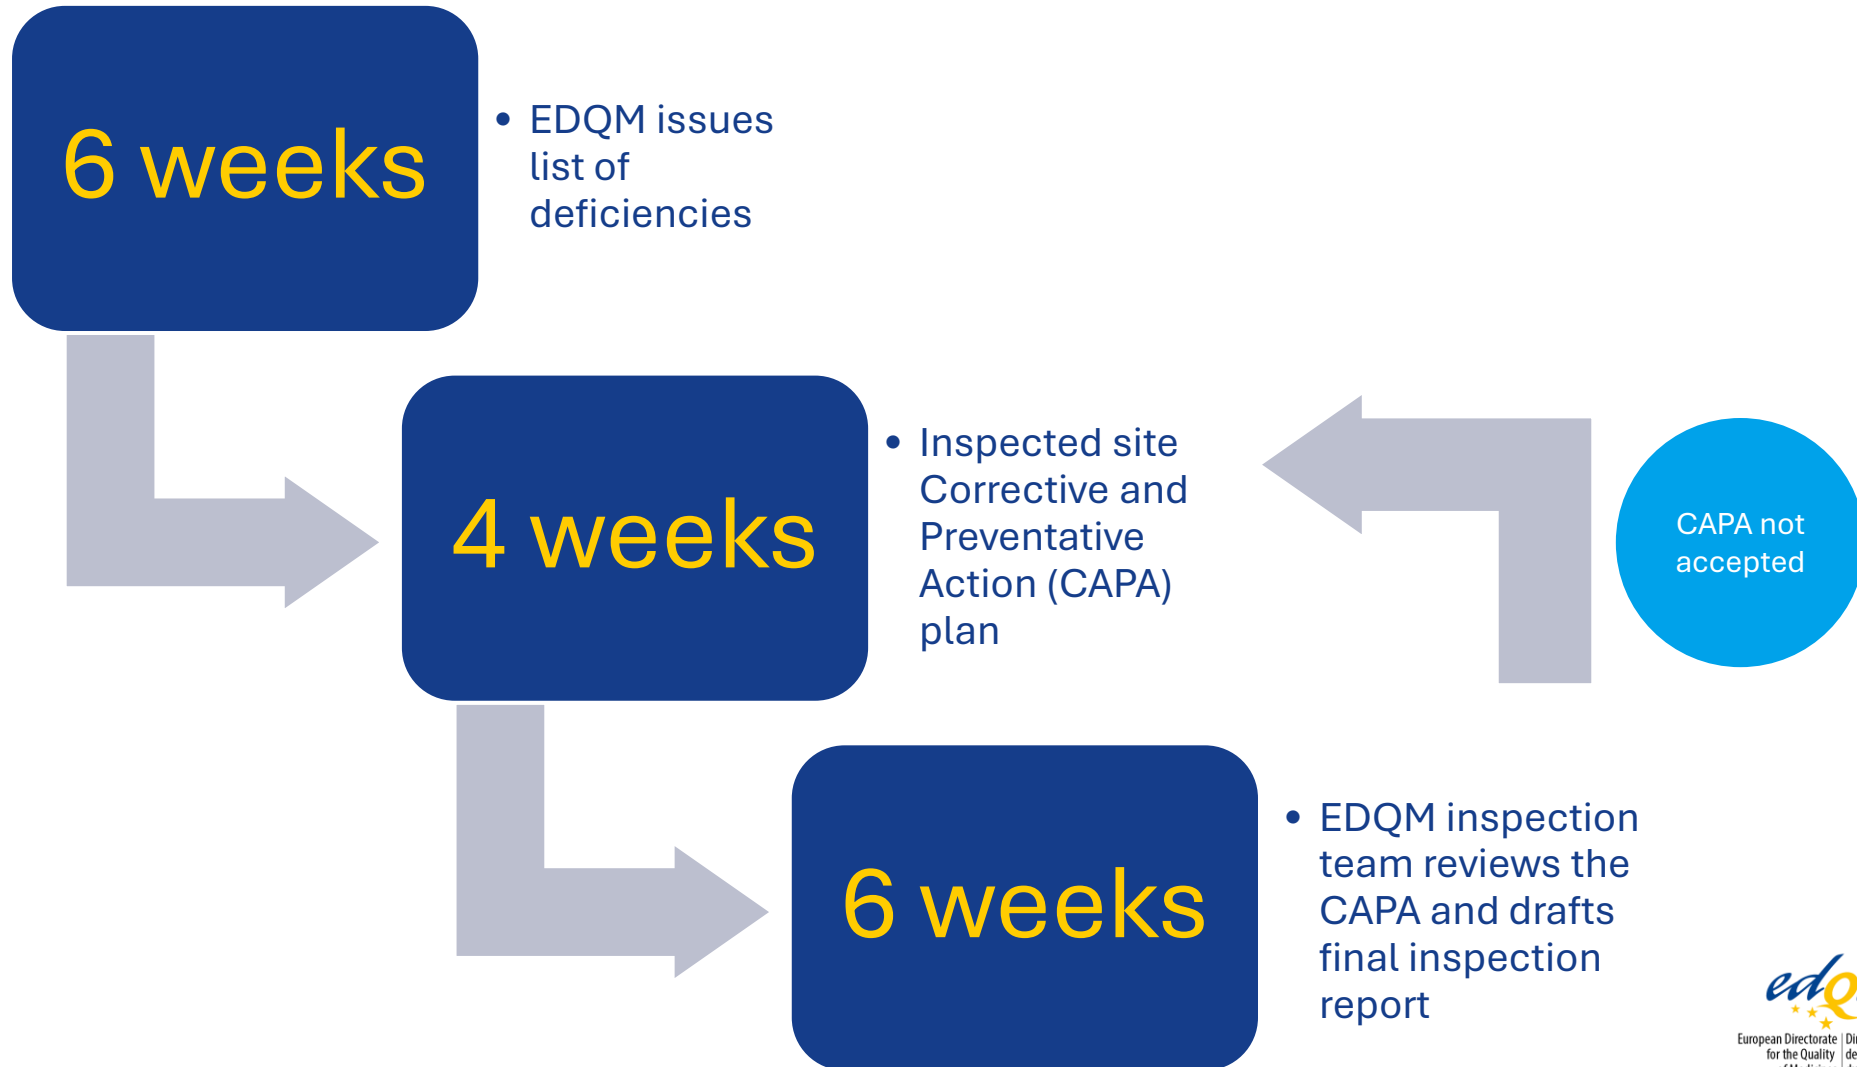 6 weeks
• EDQM issues
list of
deficiencies
4 weeks
• Inspected site
Corrective and
Preventative
Action (CAPA)
plan
CAPA not
accepted
6 weeks
• EDQM inspection
team reviews the
CAPA and drafts
final inspection
report
European Directorate
for the Quality